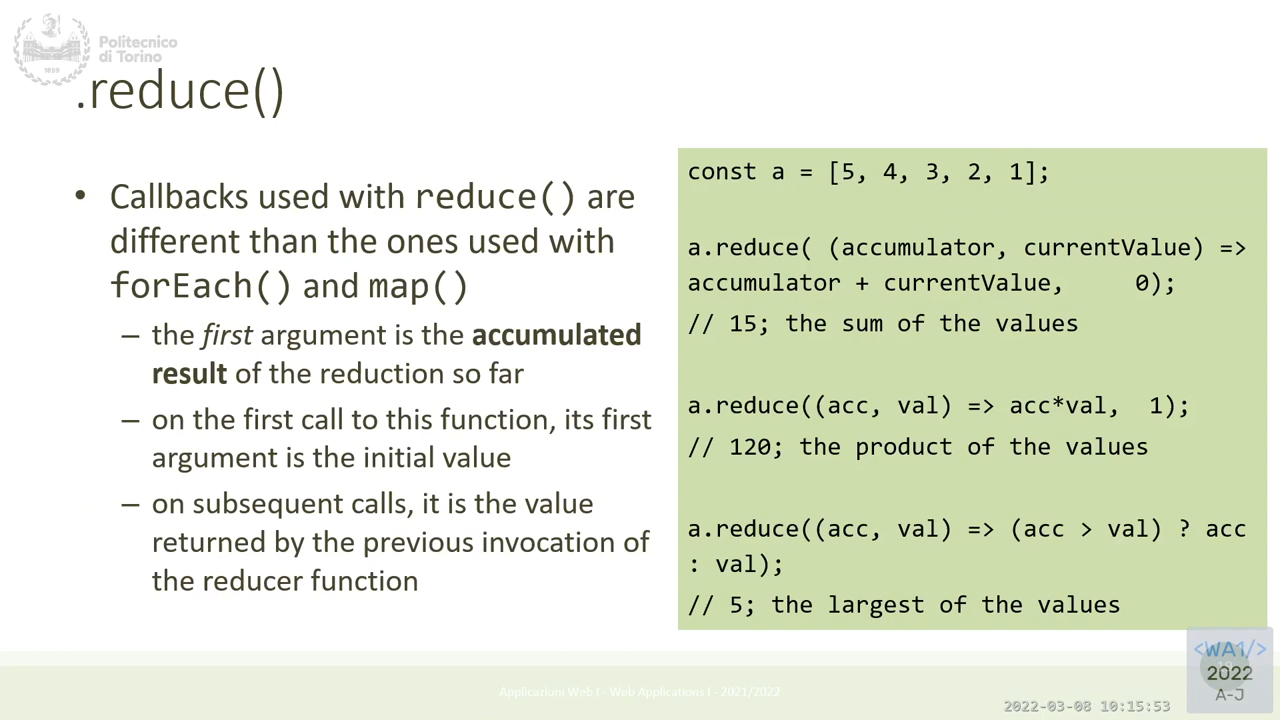 Politecnico
di Torino
1859
.reduce()
• Callbacks used with reduce() are
different than the ones used with
forEach() and map()
– the first argument is the accumulated
result of the reduction so far
– on the first call to this function, its first
argument is the initial value
– on subsequent calls, it is the value
returned by the previous invocation of
the reducer function
const a = [5, 4, 3, 2, 1];
a.reduce( (accumulator, currentValue) =>
accumulator + currentValue,     0);
// 15; the sum of the values
a.reduce((acc, val) => acc*val,  1);
// 120; the product of the values
a.reduce((acc, val) => (acc > val) ? acc
: val);
// 5; the largest of the values
Applicazioni Web I - Web Applications I - 2021/2022
<WA1/>
2022
A-J
2022-03-08 10:15:53